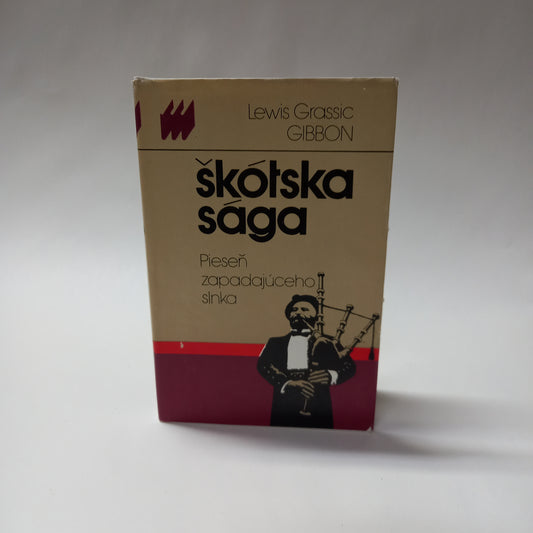 Lewis Grassic
GIBBON
škótska
sága
Pieseň
zapadajúceho
slnka